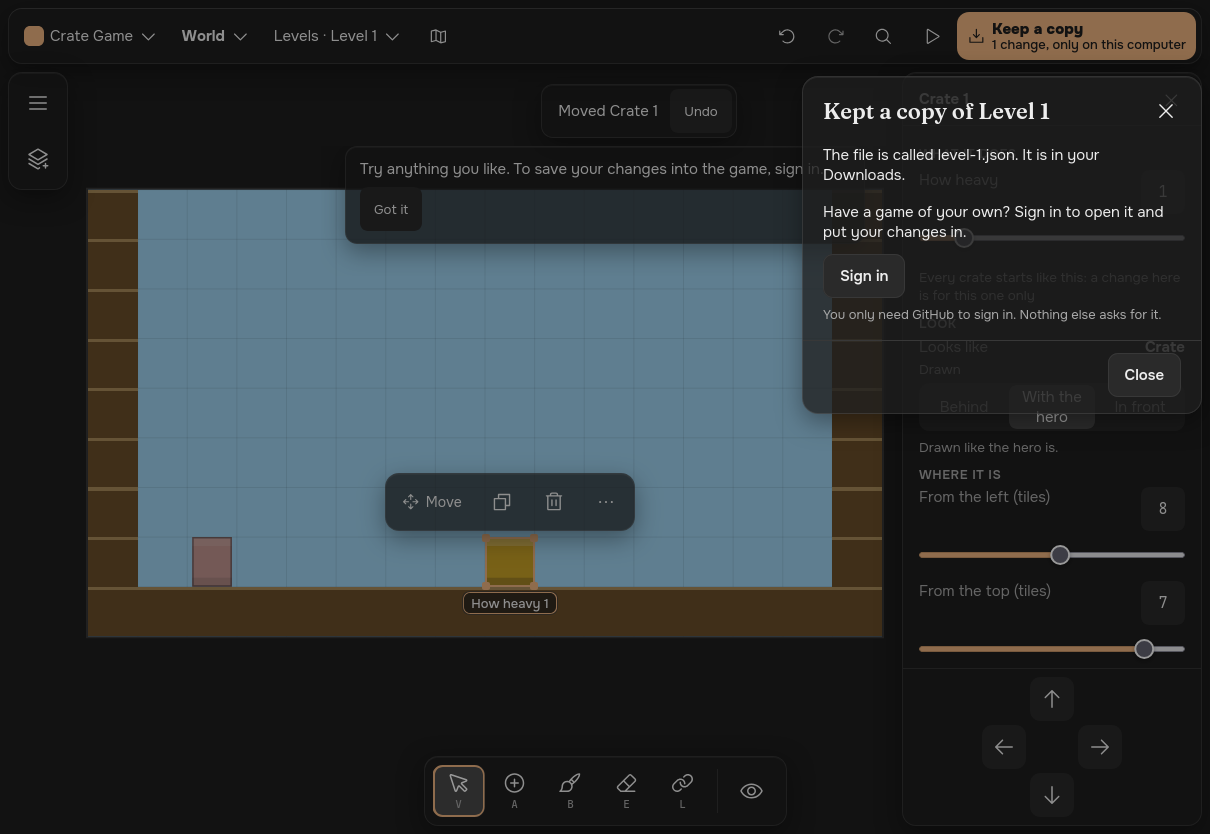 Crate Game
World
Levels · Level 1
Keep a copy
1 change, only on this computer
Moved Crate 1
Undo
Try anything you like. To save your changes into the game, sign in.
Got it
Crate 1
Kept a copy of Level 1
The file is called level-1.json. It is in your
Downloads.
How heavy
1
Have a game of your own? Sign in to open it and
put your changes in.
Sign in
Every crate starts like this; a change here
is for this one only
You only need GitHub to sign in. Nothing else asks for it.
LOOK
Looks like
Crate
Drawn
Close
Behind
With the
hero
In front
Drawn like the hero is.
WHERE IT IS
From the left (tiles)
8
From the top (tiles)
7
Move
How heavy 1
V
A
B
E
L